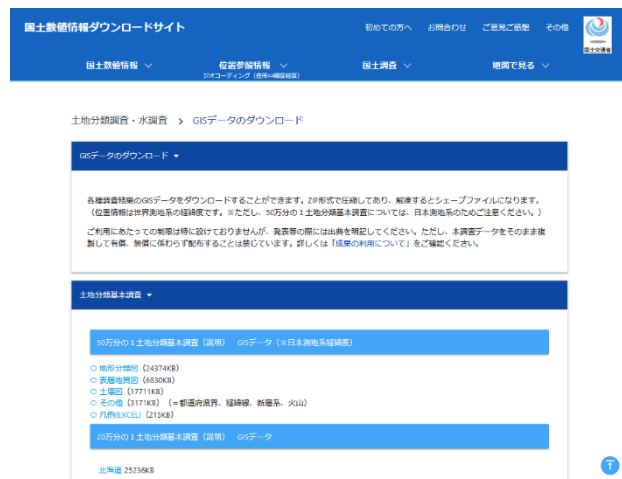 国土数値情報ダウンロードサイト
初めての方へ お問合わせ ご意見ご感想 その他
国土交通省
国土数値情報 位置参照情報 国土調査 地図で見る
ジオコーディング（住所⇔緯度経度）
土地分類調査・水調査 > GISデータのダウンロード
GISデータのダウンロード
各種調査結果のGISデータをダウンロードすることができます。ZIP形式で圧縮してあり、解凍するとシェープファイルになります。
（位置情報は世界測地系の経緯度です。※ただし、50万分の１土地分類基本調査については、日本測地系のためご注意ください。）
ご利用にあたっての制限は特に設けておりませんが、発表等の際には出典を明記してください。ただし、本調査データをそのまま複
製して有償、無償に係わらず配布することは禁じています。詳しくは「成果の利用について」をご確認ください。
土地分類基本調査
50万分の１土地分類基本調査（説明） GISデータ（※日本測地系経緯度）
地形分類図（24374KB）
表層地質図（6830KB）
土壌図（17711KB）
その他（3171KB）（＝都道府県界、経緯線、断層系、火山）
凡例(EXCEL)（215KB）
20万分の１土地分類基本調査（説明） GISデータ
北海道 25236KB